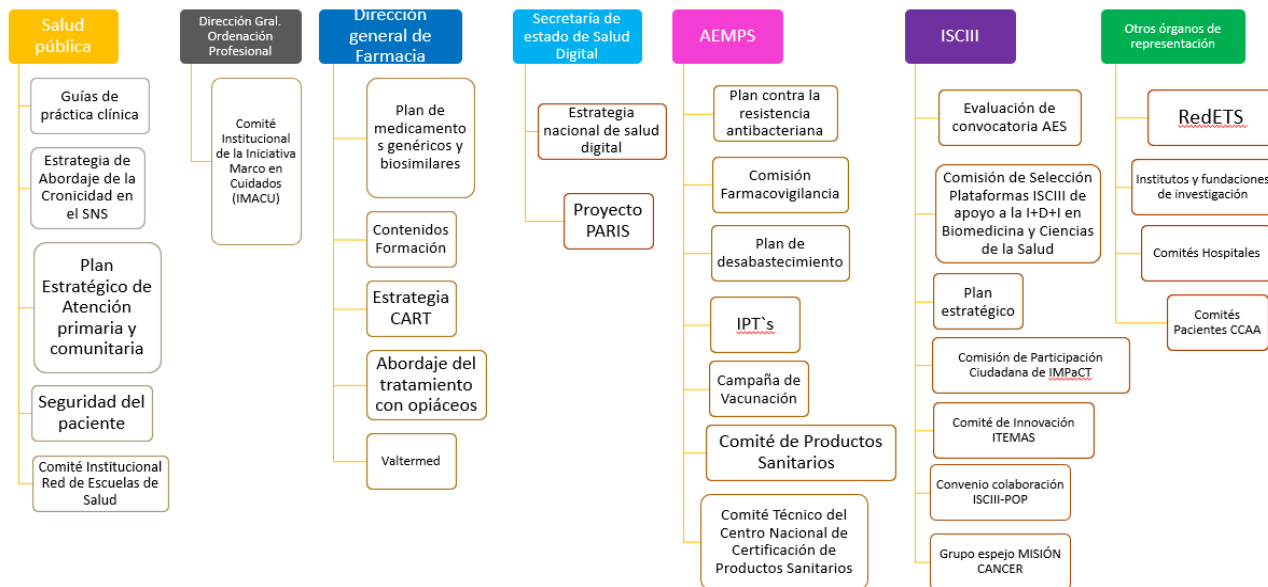 Salud
pública
Guías de
práctica clínica
Estrategia de
Abordaje de la
Cronicidad en
el SNS
Plan
Estratégico de
Atención
primaria y
comunitaria
Seguridad del
paciente
Comité Institucional
Red de Escuelas de
Salud
Dirección Gral.
Ordenación
Profesional
Comité
Institucional
de la Iniciativa
Marco en
Cuidados
(IMACU)
Dirección
general de
Farmacia
Plan de
medicamento
s genéricos y
biosimilares
Contenidos
Formación
Estrategia
CART
Abordaje del
tratamiento
con opiáceos
Valtermed
Secretaría de
estado de Salud
Digital
Estrategia
nacional de salud
digital
Proyecto
PARIS
AEMPS
Plan contra la
resistencia
antibacteriana
Comisión
Farmacovigilancia
Plan de
desabastecimiento
IPT`s
Campaña de
Vacunación
Comité de Productos
Sanitarios
Comité Técnico del
Centro Nacional de
Certificación de
Productos Sanitarios
ISCIII
Evaluación de
convocatoria AES
Comisión de Selección
Plataformas ISCIII de
apoyo a la I+D+I en
Biomedicina y Ciencias
de la Salud
Plan
estratégico
Comisión de Participación
Ciudadana de IMPaCT
Comité de Innovación
ITEMAS
Convenio colaboración
ISCIII-POP
Grupo espejo MISIÓN
CANCER
Otros órganos de
representación
RedETS
Institutos y fundaciones
de investigación
Comités Hospitales
Comités
Pacientes CCAA